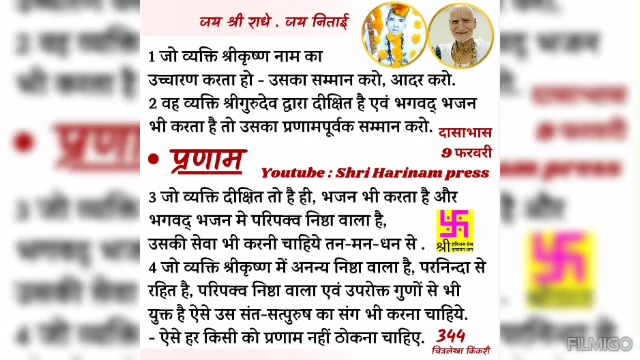 जय श्री राधे . जय निताई
1 जो व्यक्ति श्रीकृष्ण नाम का
उच्चारण करता हो - उसका सम्मान करो, आदर करो.
2 वह व्यक्ति श्रीगुरुदेव द्वारा दीक्षित है एवं भगवद् भजन
भी करता है तो उसका प्रणामपूर्वक सम्मान करो.
दासाभास
9 फरवरी
• प्रणाम
Youtube : Shri Harinam press
3 जो व्यक्ति दीक्षित तो है ही, भजन भी करता है और
भगवद् भजन मे परिपक्व निष्ठा वाला है,
उसकी सेवा भी करनी चाहिये तन-मन-धन से .
श्री
4 जो व्यक्ति श्रीकृष्ण में अनन्य निष्ठा वाला है, परनिन्दा से
रहित है, परिपक्व निष्ठा वाला एवं उपरोक्त गुणों से भी
युक्त है ऐसे उस संत-सत्पुरुष का संग भी करना चाहिये.
- ऐसे हर किसी को प्रणाम नहीं ठोकना चाहिए.
344
चित्रलेखा किंकरी
FILMIGO